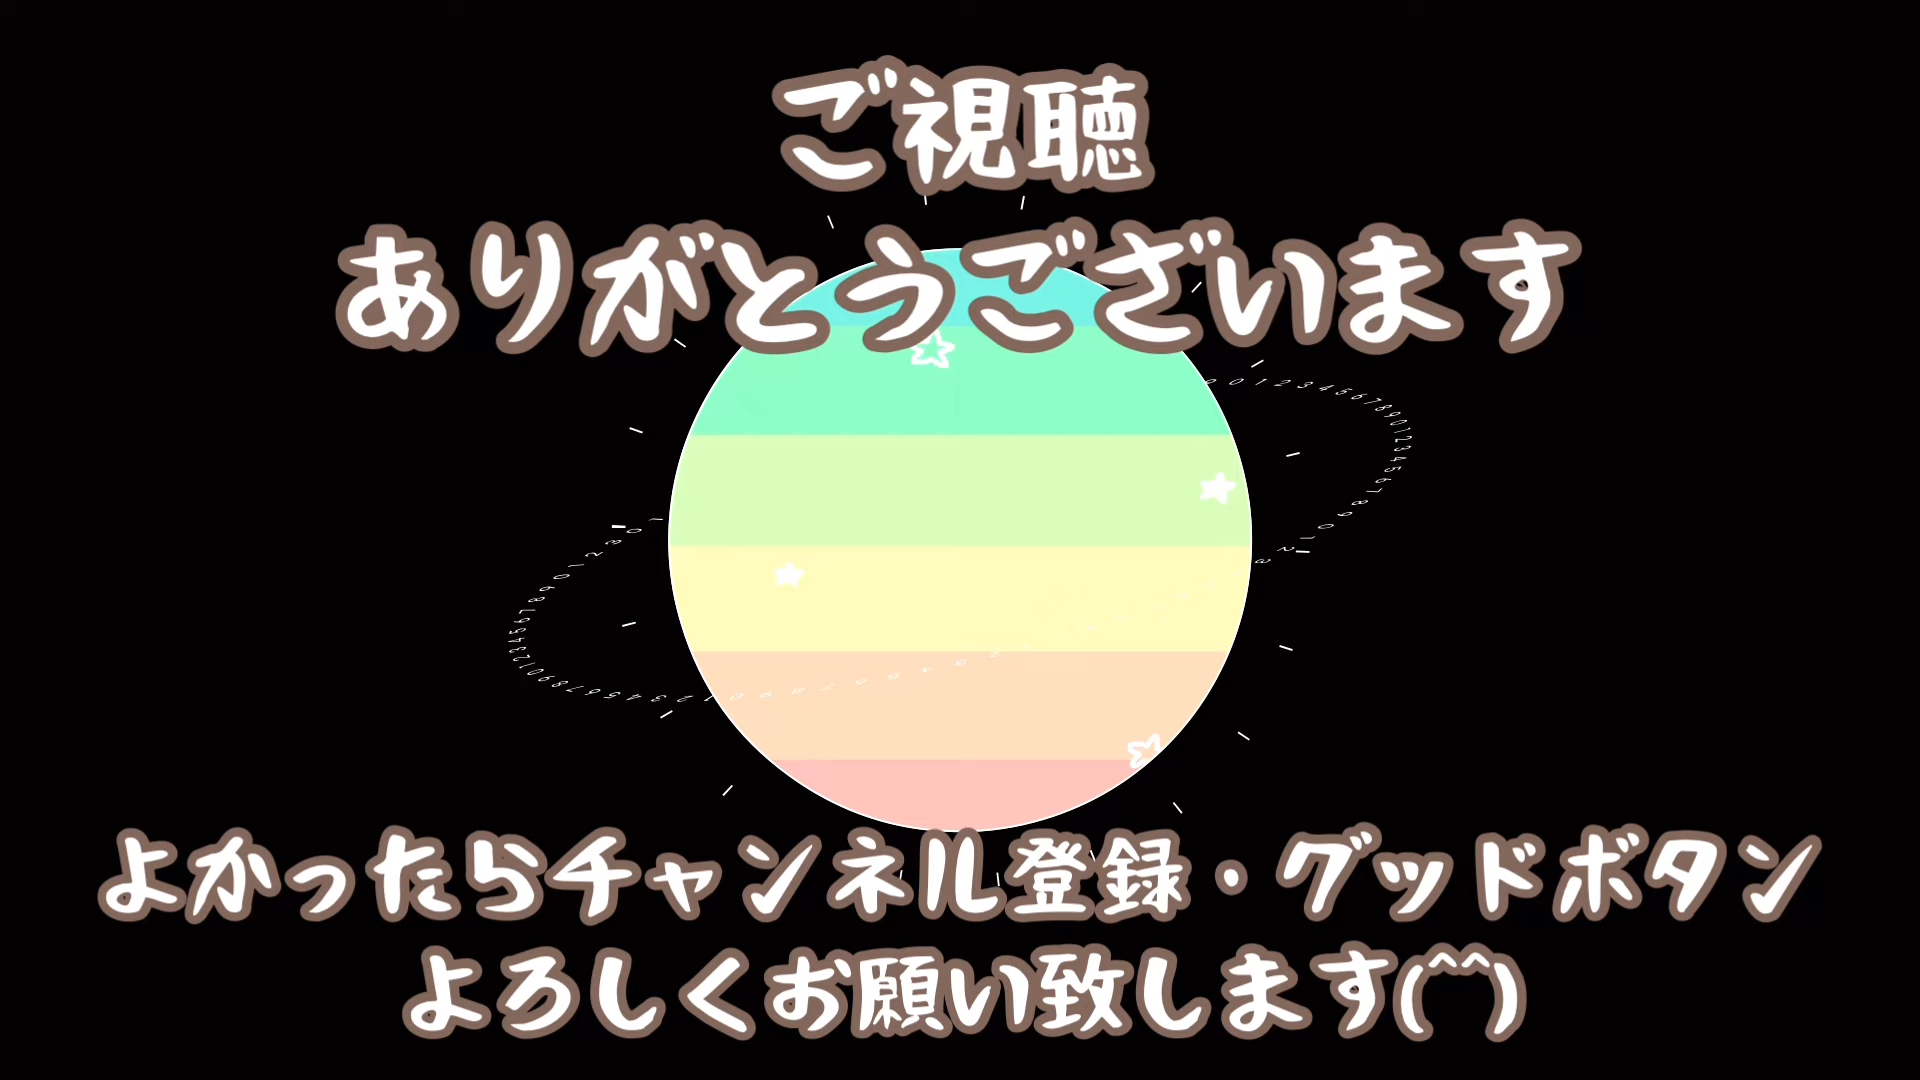 ご視聴
ありがとうございます
よかったらチャンネル登録・グッドボタン
よろしくお願い致します(^^)